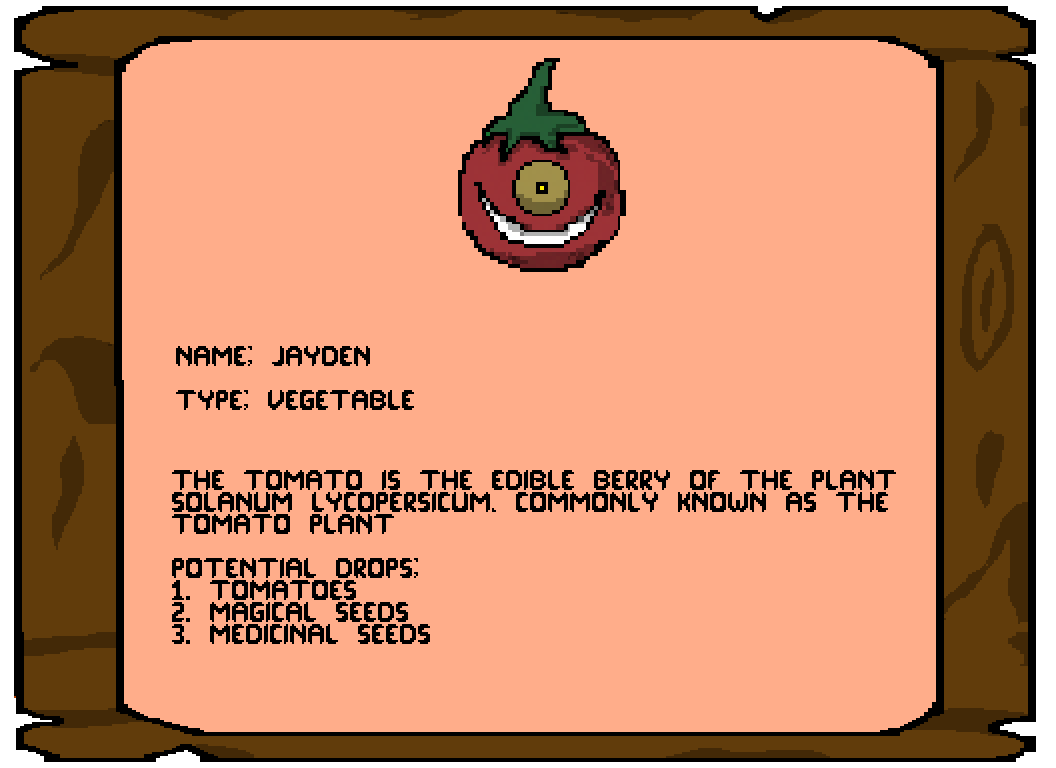 NAME: JAYDEN
TYPE: VEGETABLE
THE TOMATO IS THE EDIBLE BERRY OF THE PLANT
SOLANUM LYCOPERSICUM. COMMONLY KNOWN AS THE
TOMATO PLANT
POTENTIAL DROPS:
1. TOMATOES
2. MAGICAL SEEDS
3. MEDICINAL SEEDS